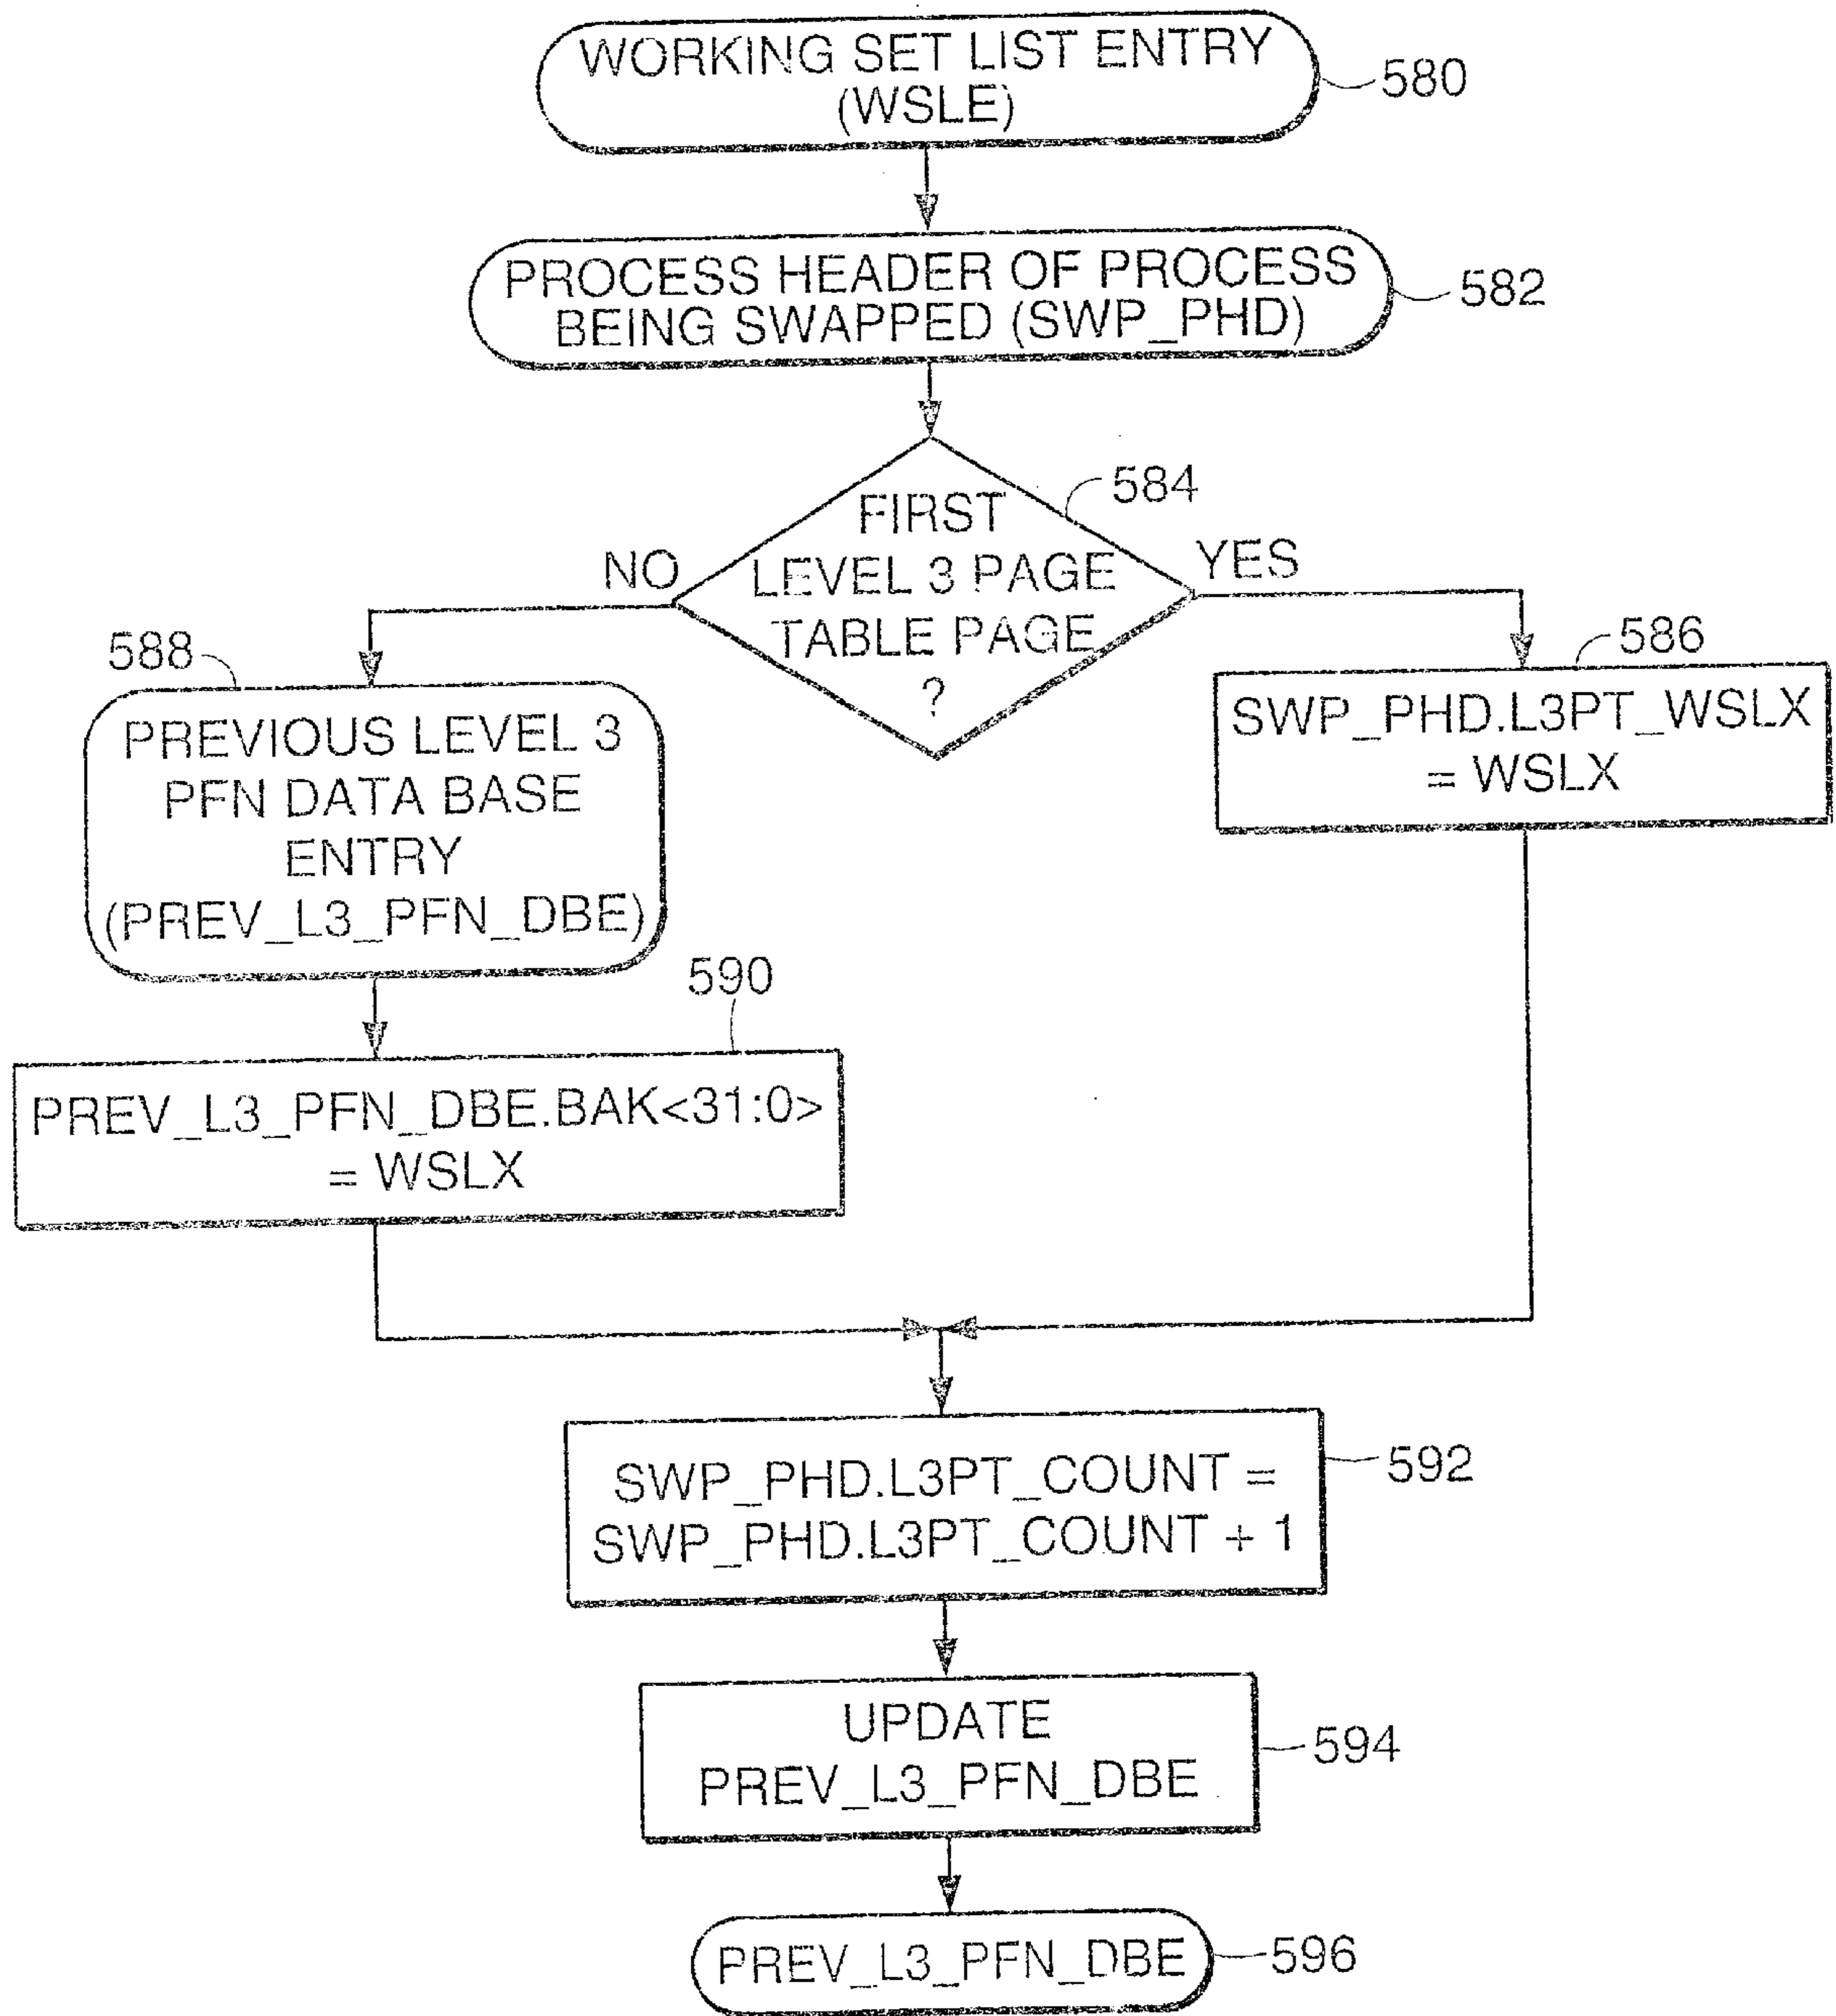 WORKING SET LIST ENTRY
(WSLE)
580
PROCESS HEADER OF PROCESS
BEING SWAPPED (SWP_PHD)
582
584
FIRST
LEVEL 3 PAGE
TABLE PAGE
?
NO
YES
588
PREVIOUS LEVEL 3
PFN DATA BASE
ENTRY
(PREV_L3_PFN_DBE)
586
SWP_PHD.L3PT_WSLX
= WSLX
590
PREV_L3_PFN_DBE.BAK<31:0>
= WSLX
SWP_PHD.L3PT_COUNT =
SWP_PHD.L3PT_COUNT + 1
592
UPDATE
PREV_L3_PFN_DBE
594
PREV_L3_PFN_DBE
596